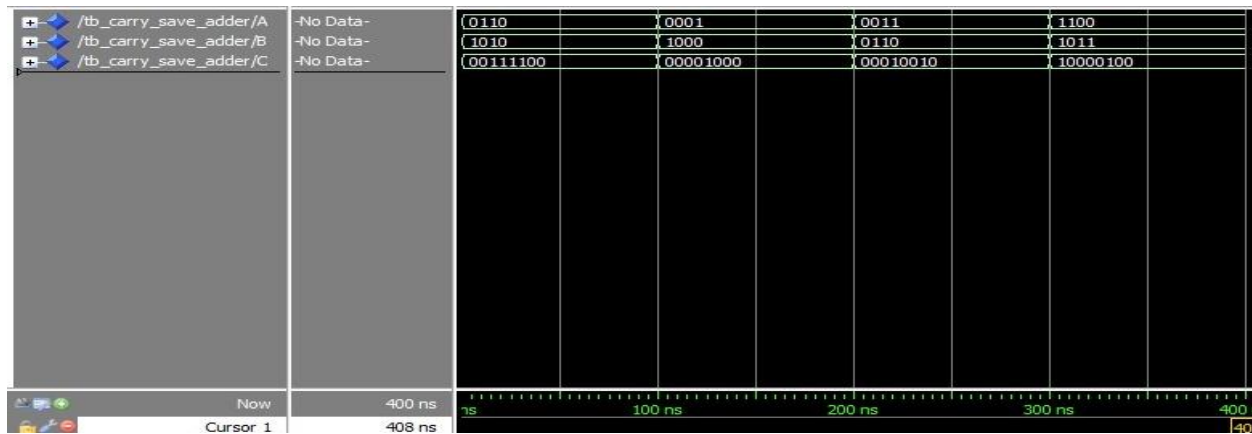 /tb_carry_save_adder/A -No Data- 0110 0001 0011 1100
/tb_carry_save_adder/B -No Data- 1010 1000 0110 1011
/tb_carry_save_adder/C -No Data- 00111100 00001000 00010010 10000100
Now 400 ns ns 100 ns 200 ns 300 ns 400
Cursor 1 408 ns 40